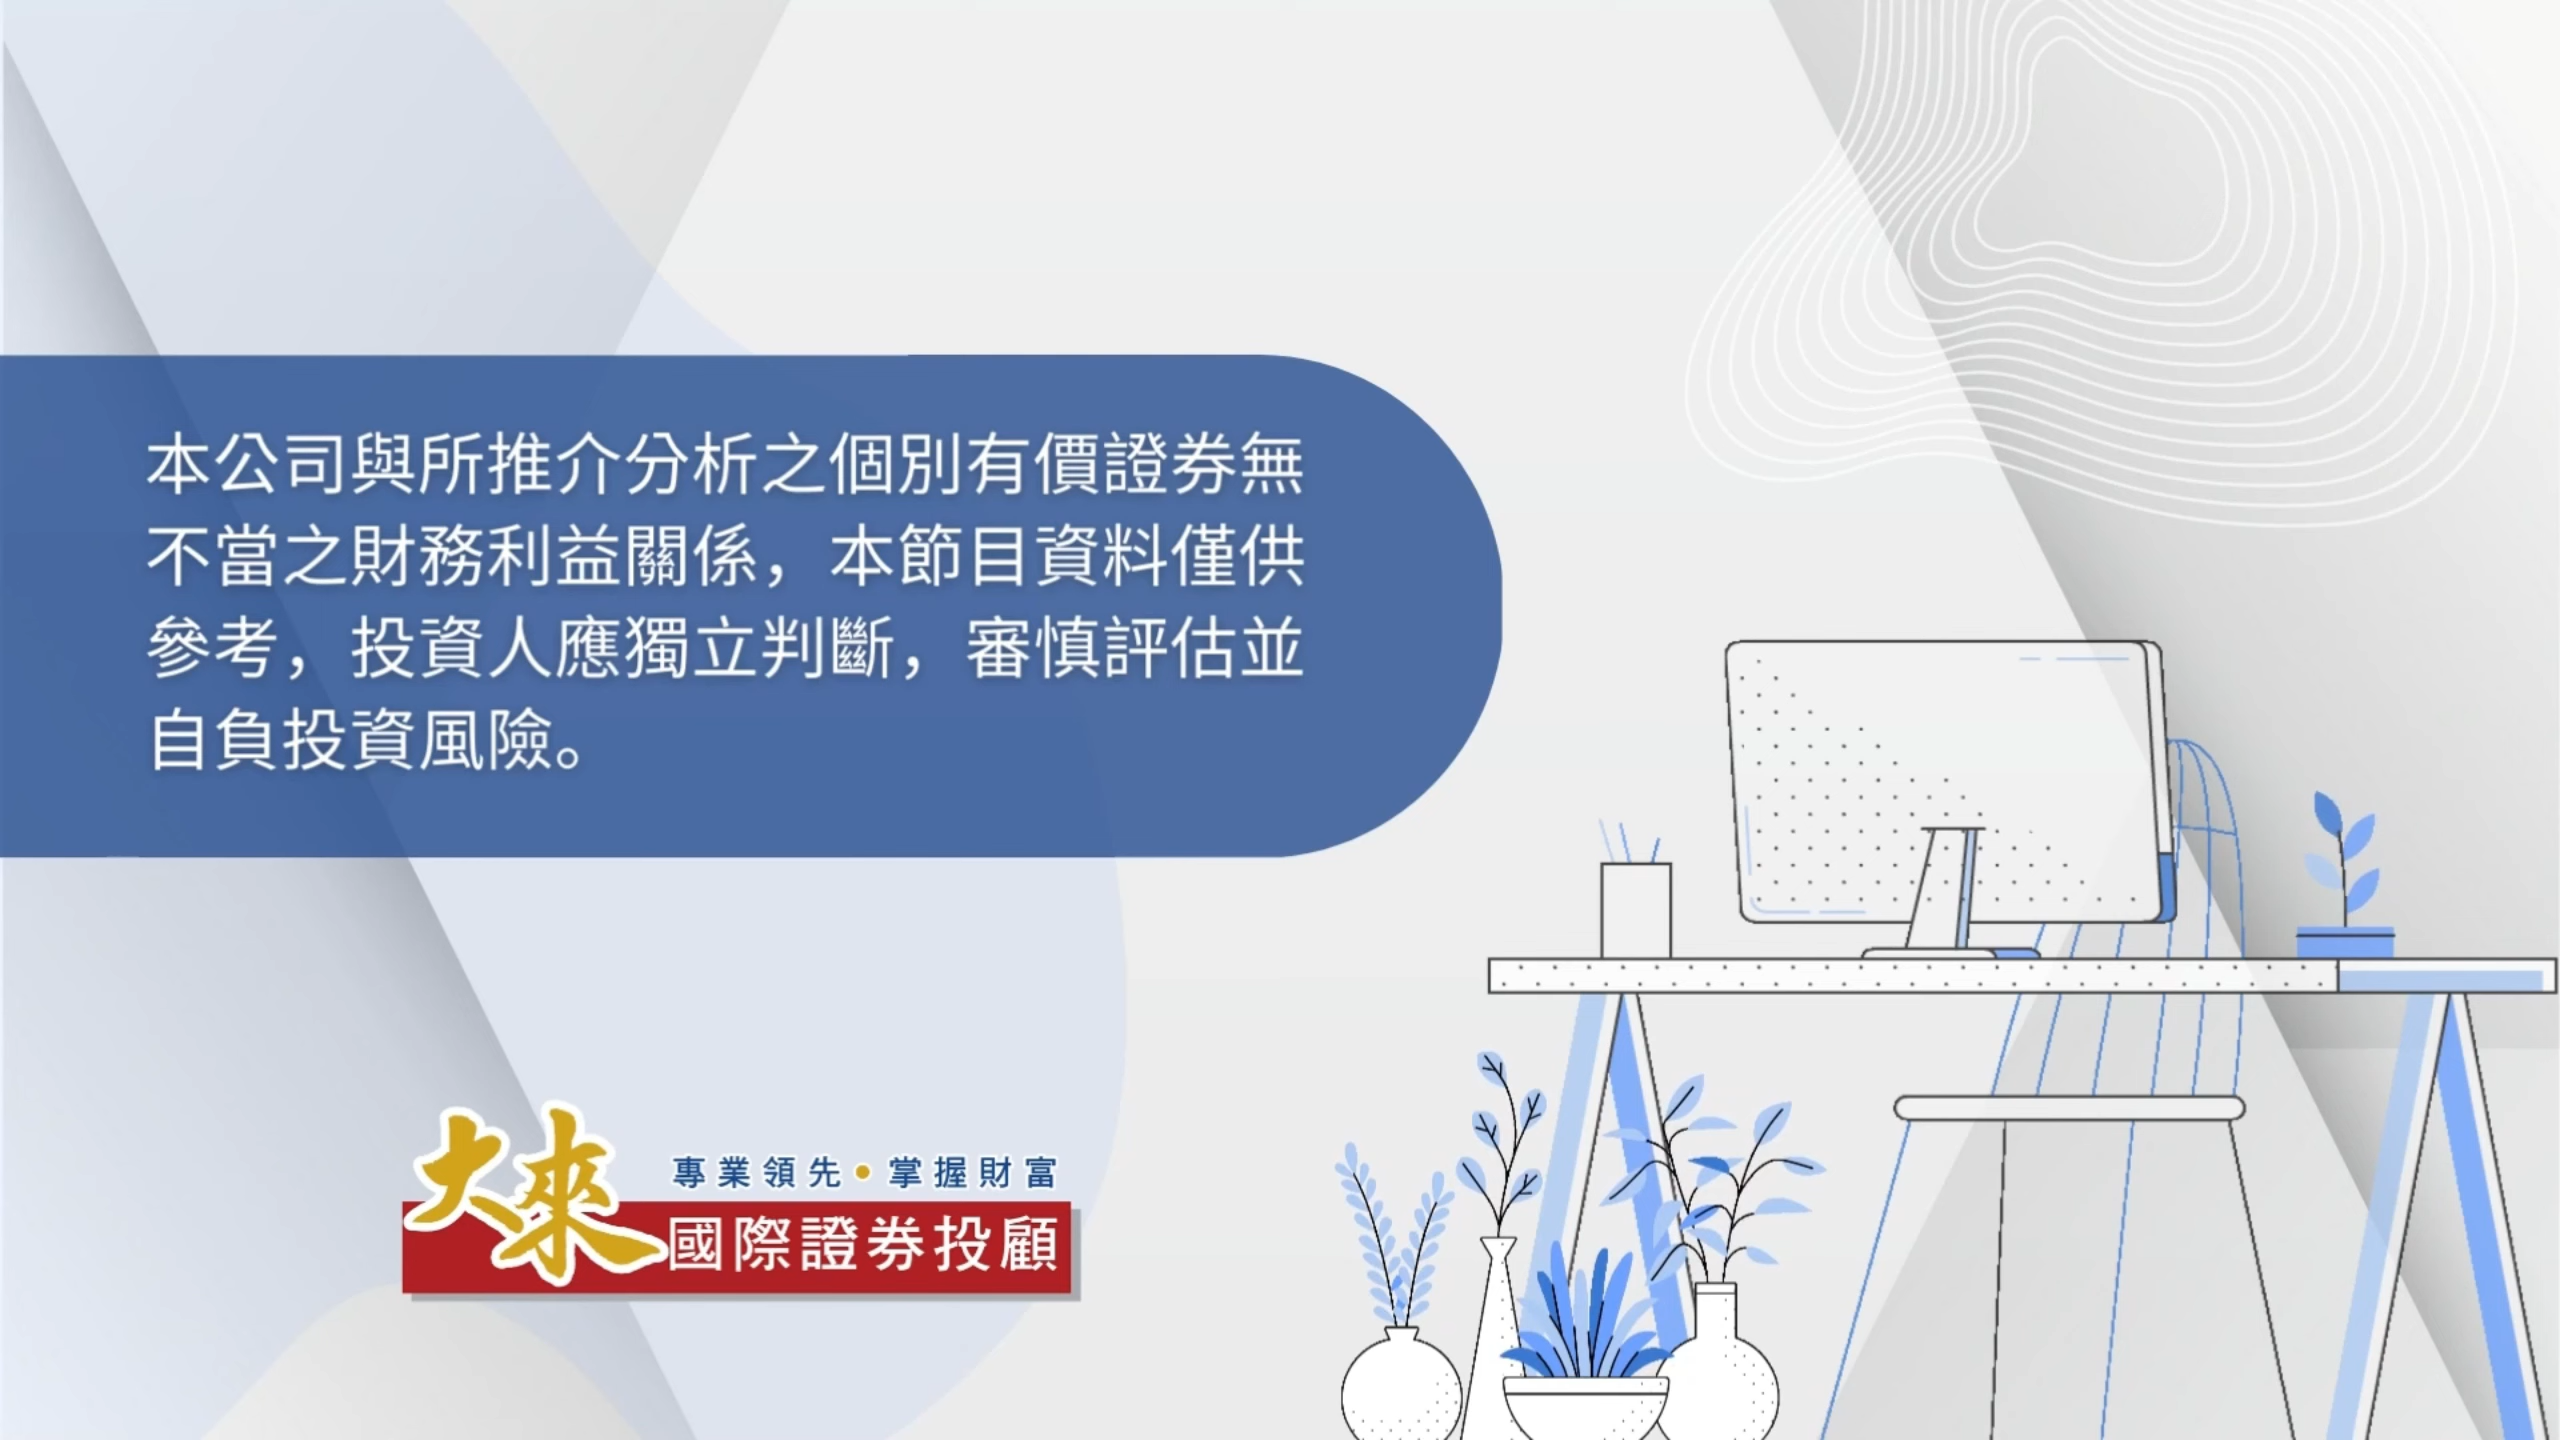 本公司與所推介分析之個別有價證券無
不當之財務利益關係，本節目資料僅供
參考，投資人應獨立判斷，審慎評估並
自負投資風險。
專業領先•掌握財富
大來國際證券投顧